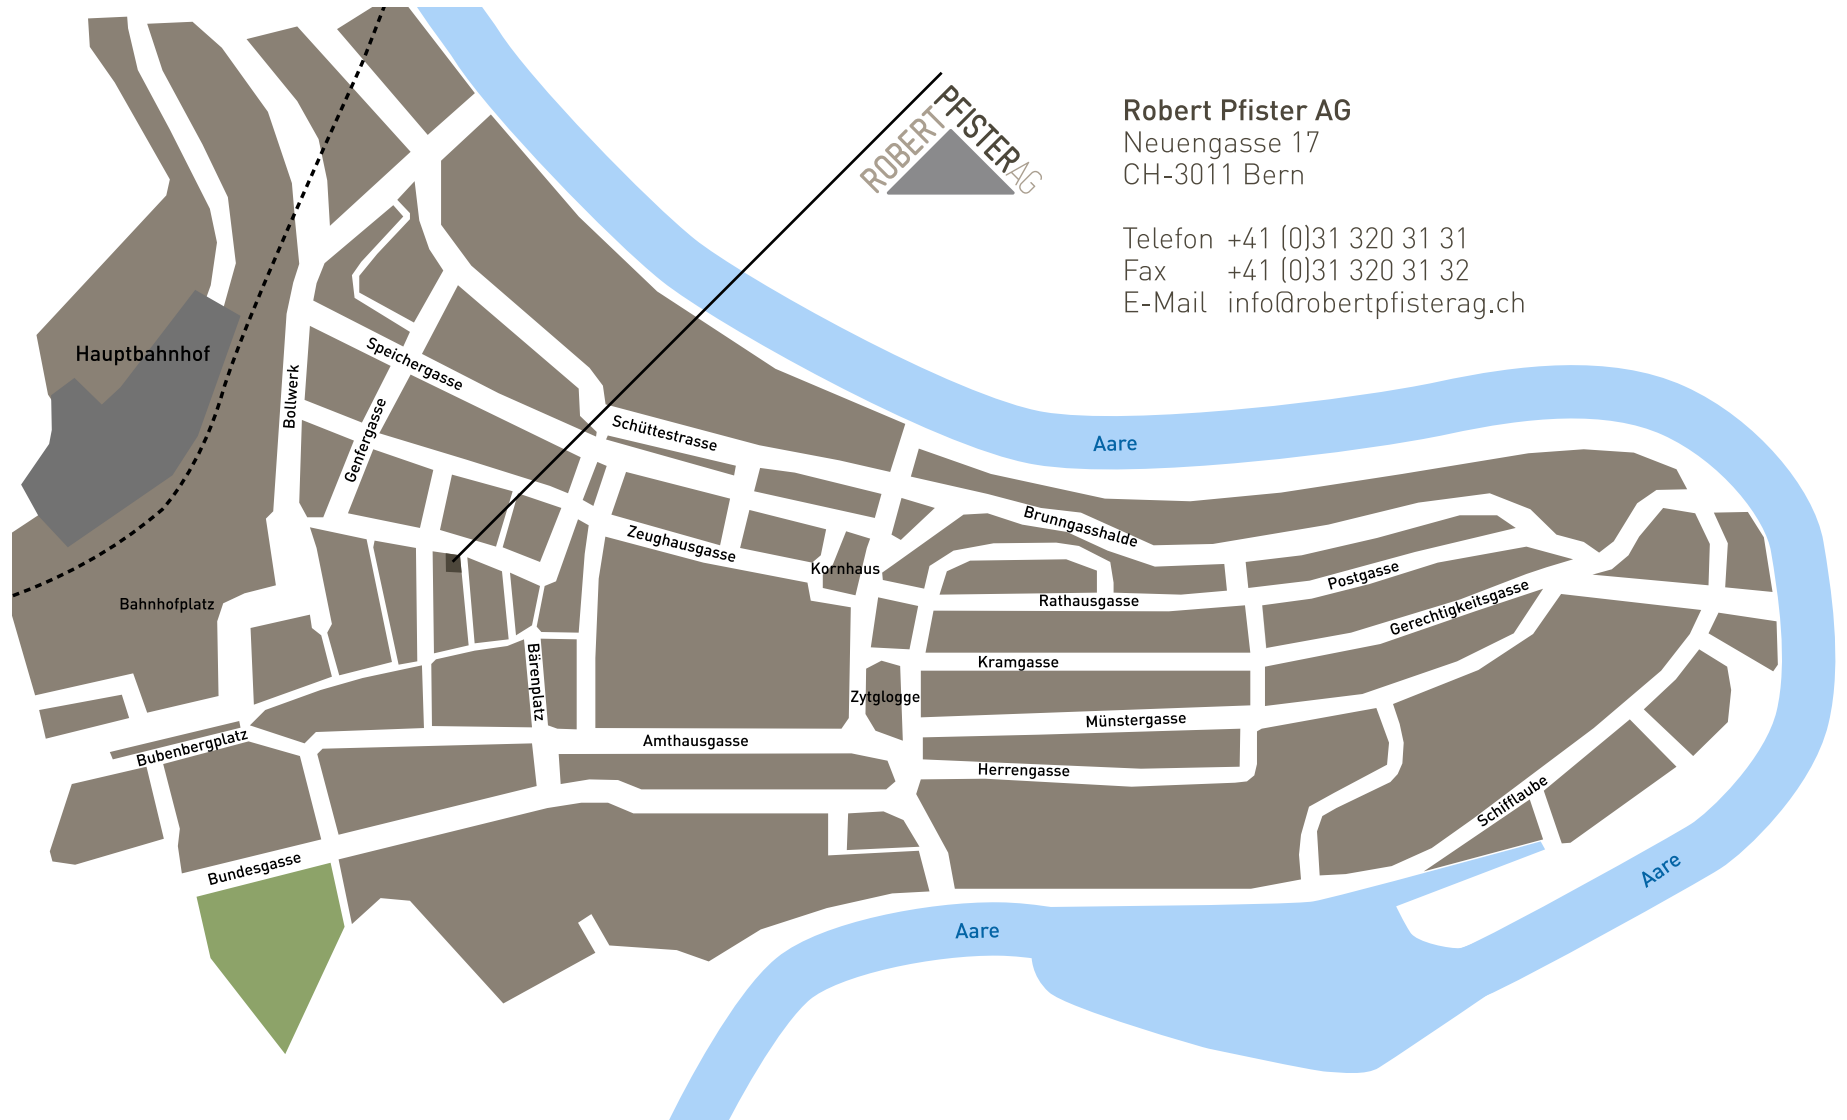 ROBERT PFISTER AG
Robert Pfister AG
Neuengasse 17
CH-3011 Bern
Telefon +41 (0)31 320 31 31
Fax +41 (0)31 320 31 32
E-Mail info@robertpfisterag.ch
Hauptbahnhof
Bollwerk
Speichergasse
Genfergasse
Schüttestrasse
Aare
Brunngasshalde
Zeughausgasse
Kornhaus
Postgasse
Bahnhofplatz
Rathausgasse
Gerechtigkeitsgasse
Kramgasse
Bärenplatz
Zytglogge
Münstergasse
Bubenbergplatz
Amthausgasse
Herrengasse
Schifflaube
Bundesgasse
Aare
Aare